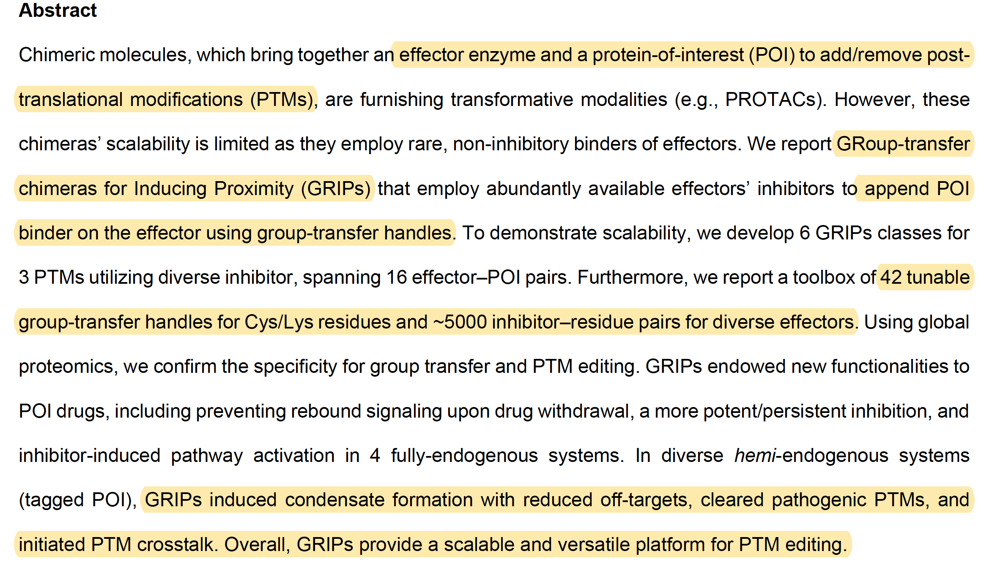 Abstract
Chimeric molecules, which bring together an effector enzyme and a protein-of-interest (POI) to add/remove post-
translational modifications (PTMs), are furnishing transformative modalities (e.g., PROTACs). However, these
chimeras’ scalability is limited as they employ rare, non-inhibitory binders of effectors. We report GRoup-transfer
chimeras for Inducing Proximity (GRIPs) that employ abundantly available effectors’ inhibitors to append POI
binder on the effector using group-transfer handles. To demonstrate scalability, we develop 6 GRIPs classes for
3 PTMs utilizing diverse inhibitor, spanning 16 effector–POI pairs. Furthermore, we report a toolbox of 42 tunable
group-transfer handles for Cys/Lys residues and ~5000 inhibitor–residue pairs for diverse effectors. Using global
proteomics, we confirm the specificity for group transfer and PTM editing. GRIPs endowed new functionalities to
POI drugs, including preventing rebound signaling upon drug withdrawal, a more potent/persistent inhibition, and
inhibitor-induced pathway activation in 4 fully-endogenous systems. In diverse hemi-endogenous systems
(tagged POI), GRIPs induced condensate formation with reduced off-targets, cleared pathogenic PTMs, and
initiated PTM crosstalk. Overall, GRIPs provide a scalable and versatile platform for PTM editing.